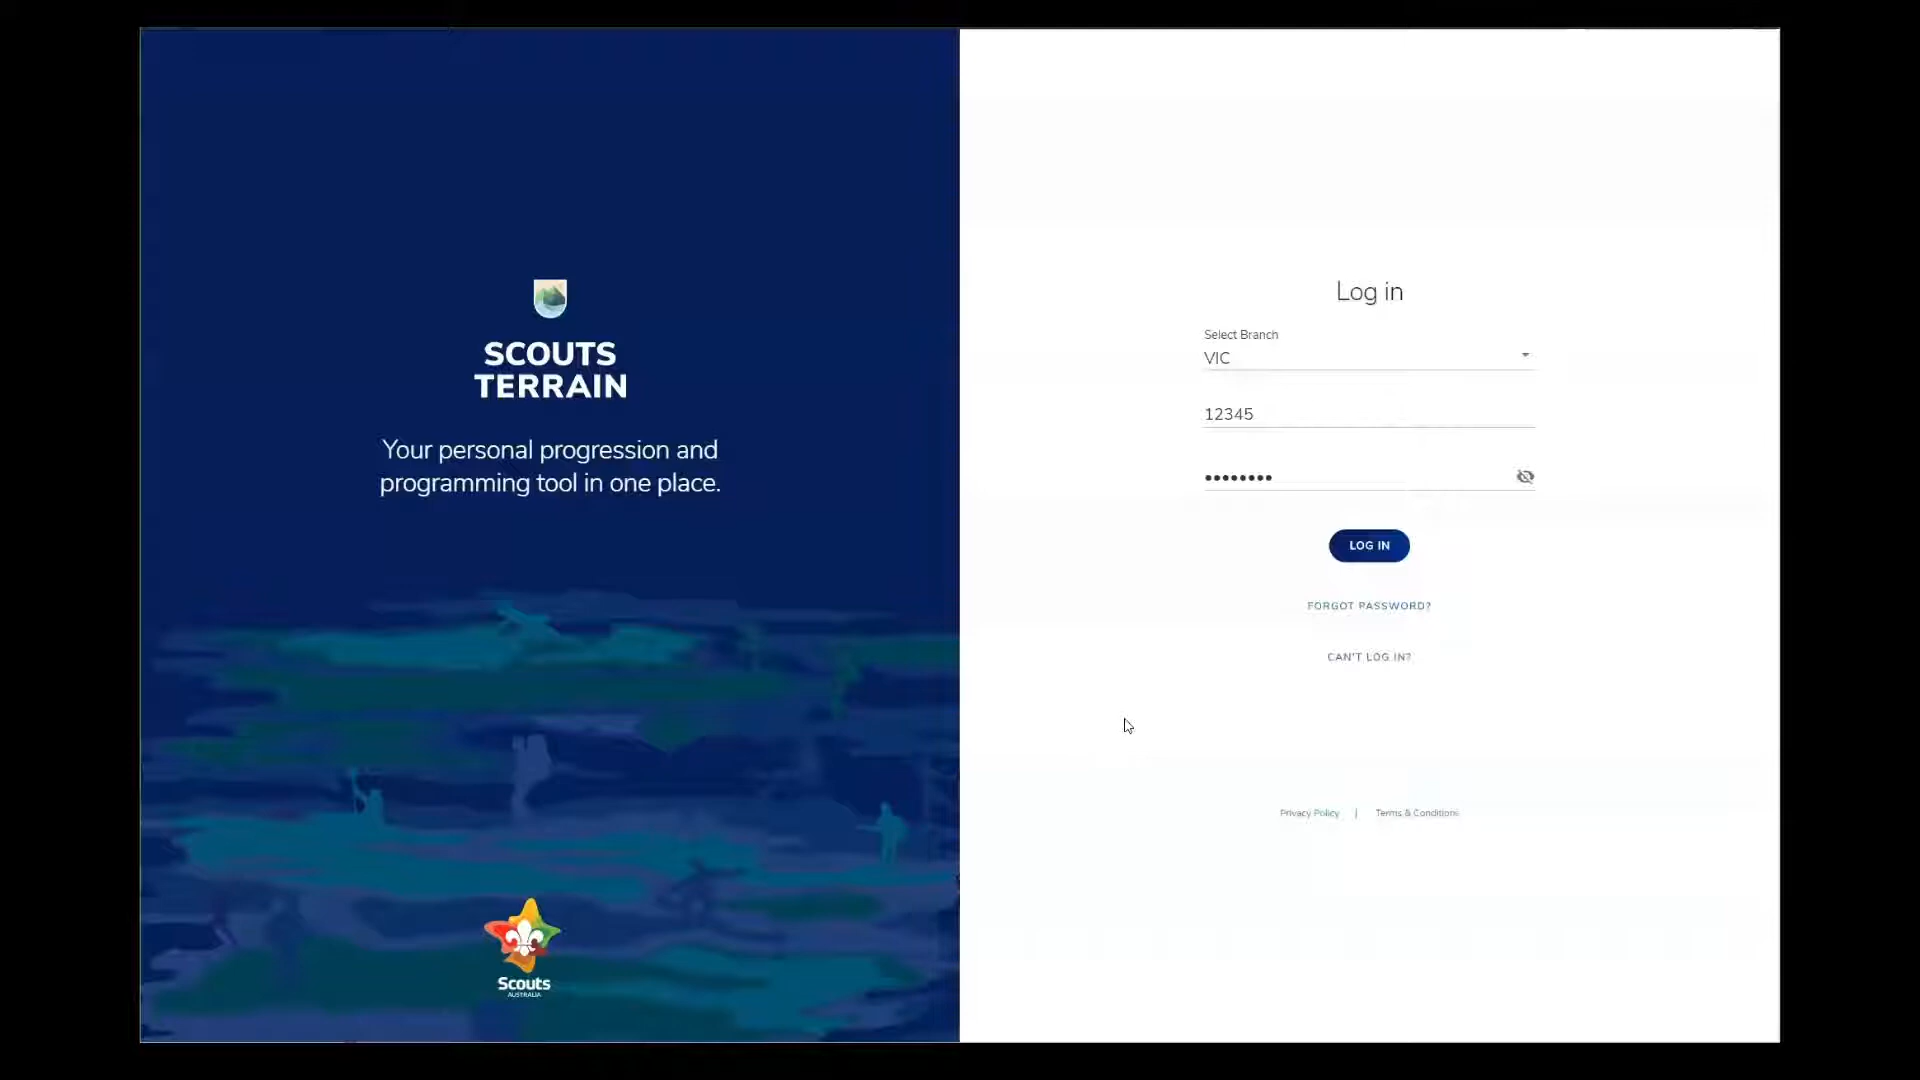 SCOUTS
TERRAIN
Your personal progression and
programming tool in one place.
Scouts
AUSTRALIA
Log in
Select Branch
VIC
12345
••••••••
LOG IN
FORGOT PASSWORD?
CAN'T LOG IN?
Privacy Policy | Terms & Conditions